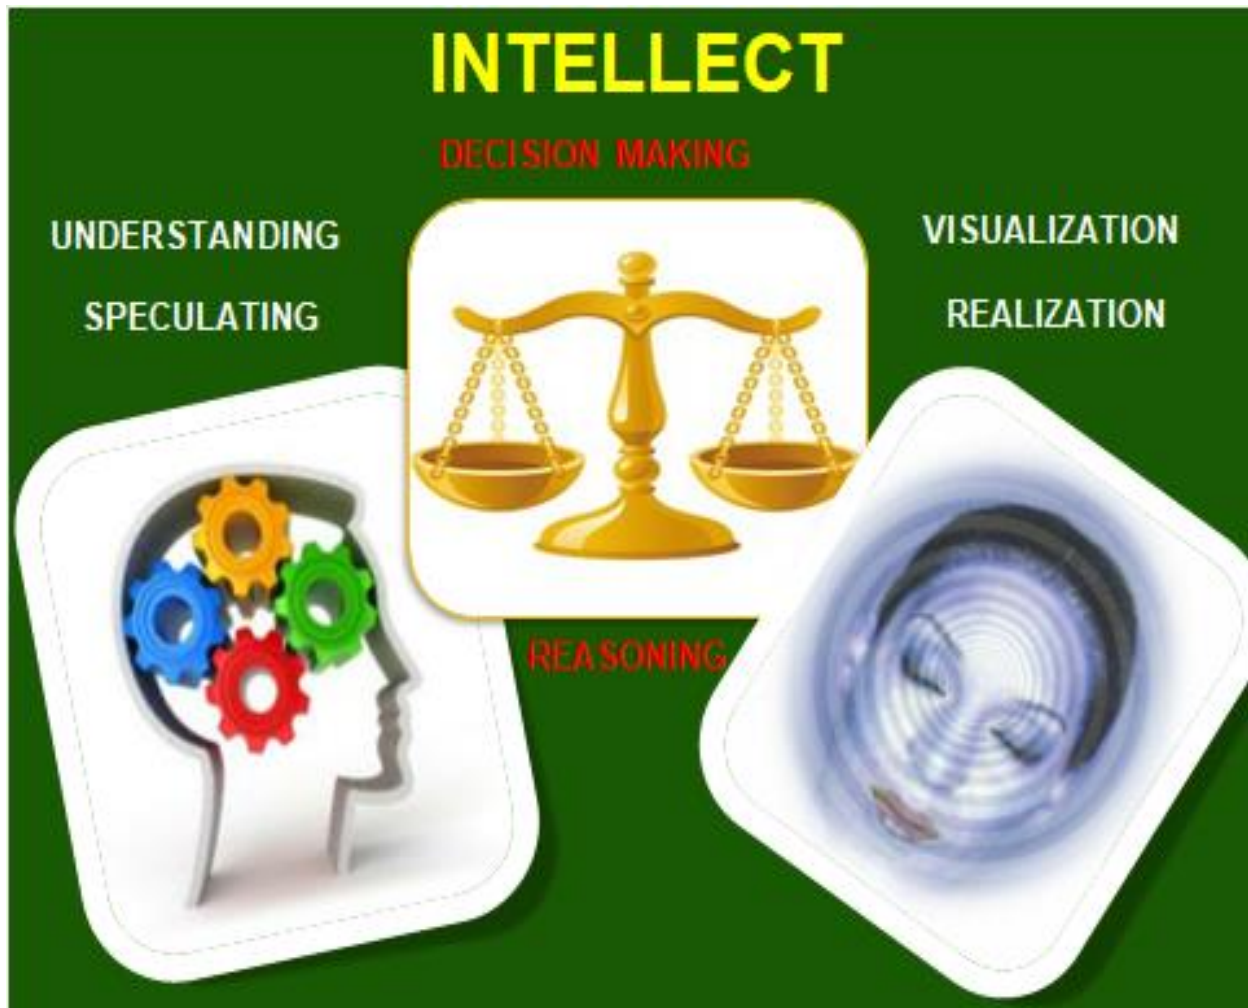 INTELLECT
DECISION MAKING
UNDERSTANDING
SPECULATING
VISUALIZATION
REALIZATION
REASONING